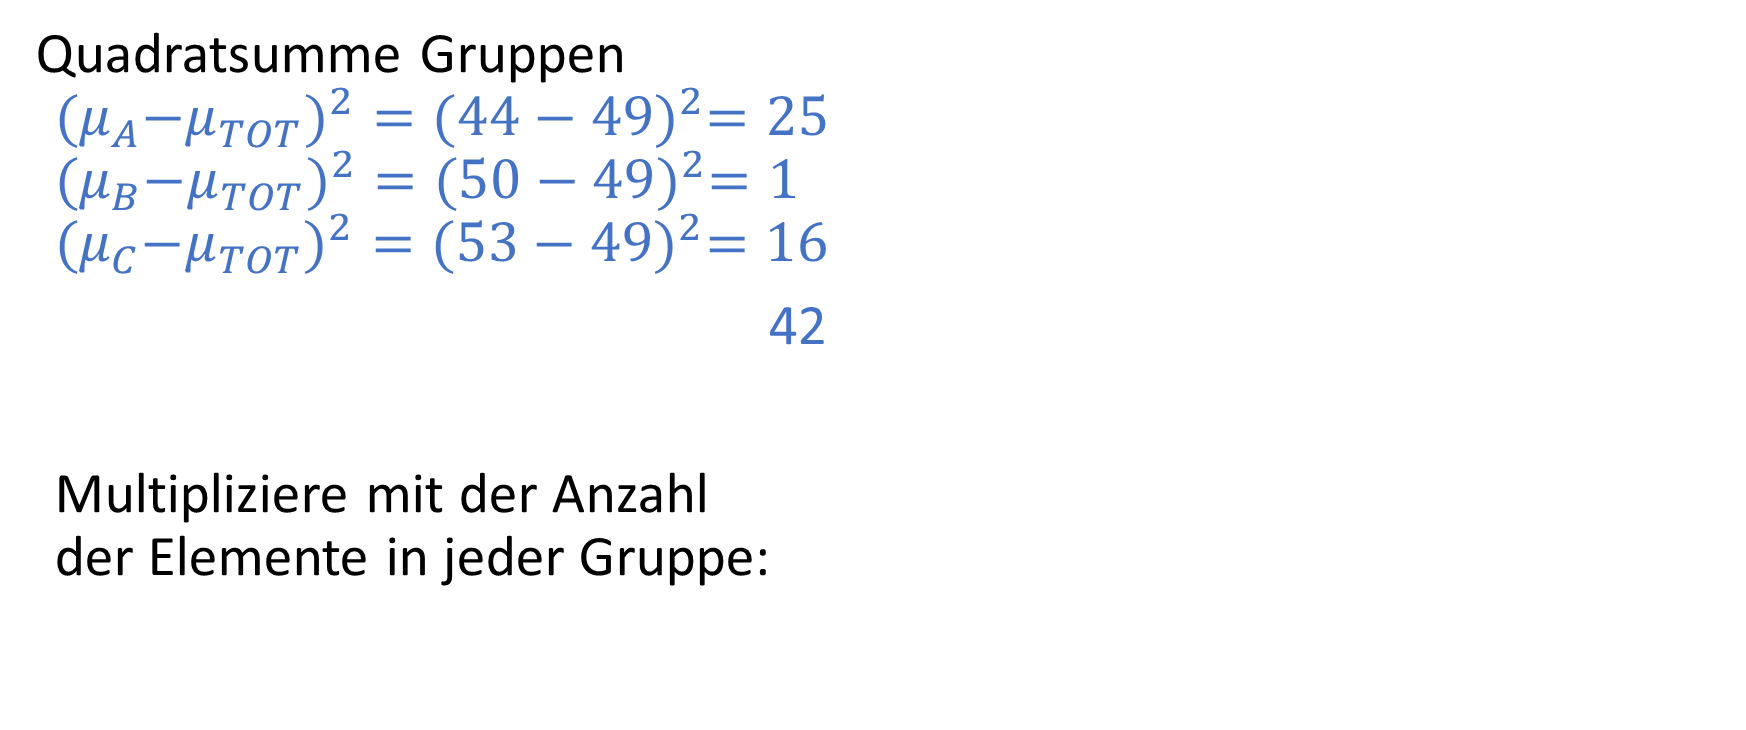 Quadratsumme Gruppen
(μ_A−μ_TOT)² = (44 − 49)²= 25
(μ_B−μ_TOT)² = (50 − 49)²= 1
(μ_C−μ_TOT)² = (53 − 49)²= 16
42
Multipliziere mit der Anzahl
der Elemente in jeder Gruppe: